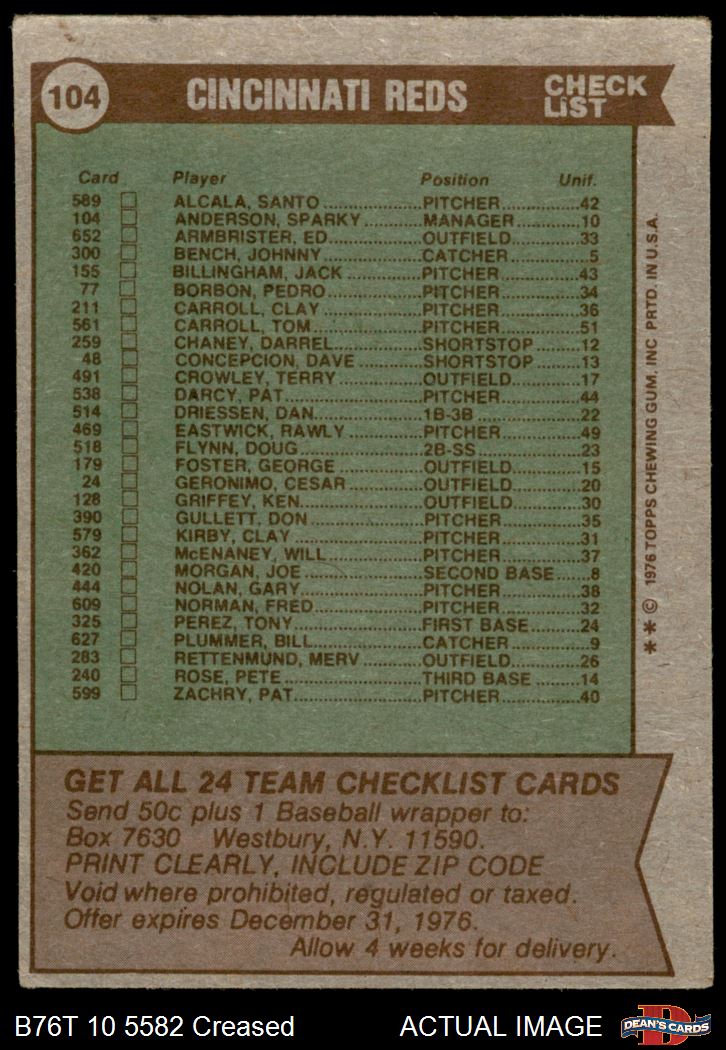 104 CINCINNATI REDS CHECK LIST
Card Player Position Unif.
589 ALCALA, SANTO ..................PITCHER.............42
104 ANDERSON, SPARKY...........MANAGER...........10
652 ARMBRISTER, ED.................OUTFIELD............33
300 BENCH, JOHNNY ..................CATCHER..............5
155 BILLINGHAM, JACK ...............PITCHER.............43
77 BORBON, PEDRO..................PITCHER.............34
211 CARROLL, CLAY ....................PITCHER.............36
561 CARROLL, TOM.....................PITCHER.............51
259 CHANEY, DARREL .................SHORTSTOP........12
48 CONCEPCION, DAVE .............SHORTSTOP........13
491 CROWLEY, TERRY.................OUTFIELD............17
538 DARCY, PAT..........................PITCHER.............44
514 DRIESSEN, DAN.....................1B-3B..................22
469 EASTWICK, RAWLY ...............PITCHER.............49
518 FLYNN, DOUG .......................2B-SS..................23
179 FOSTER, GEORGE ................OUTFIELD............15
24 GERONIMO, CESAR ..............OUTFIELD............20
128 GRIFFEY, KEN.......................OUTFIELD............30
390 GULLETT, DON .....................PITCHER.............35
579 KIRBY, CLAY .........................PITCHER.............31
362 McENANEY, WILL..................PITCHER.............37
420 MORGAN, JOE......................SECOND BASE......8
444 NOLAN, GARY .......................PITCHER.............38
609 NORMAN, FRED ....................PITCHER.............32
325 PEREZ, TONY........................FIRST BASE.........24
627 PLUMMER, BILL.....................CATCHER..............9
283 RETTENMUND, MERV ............OUTFIELD............26
240 ROSE, PETE ..........................THIRD BASE ........14
599 ZACHRY, PAT........................PITCHER.............40
* * © 1976 TOPPS CHEWING GUM. INC PRTD. IN U.S.A.
GET ALL 24 TEAM CHECKLIST CARDS
Send 50c plus 1 Baseball wrapper to:
Box 7630 Westbury, N.Y. 11590.
PRINT CLEARLY, INCLUDE ZIP CODE
Void where prohibited, regulated or taxed.
Offer expires December 31, 1976.
Allow 4 weeks for delivery.
B76T 10 5582 Creased ACTUAL IMAGE
D
DEAN'S CARDS